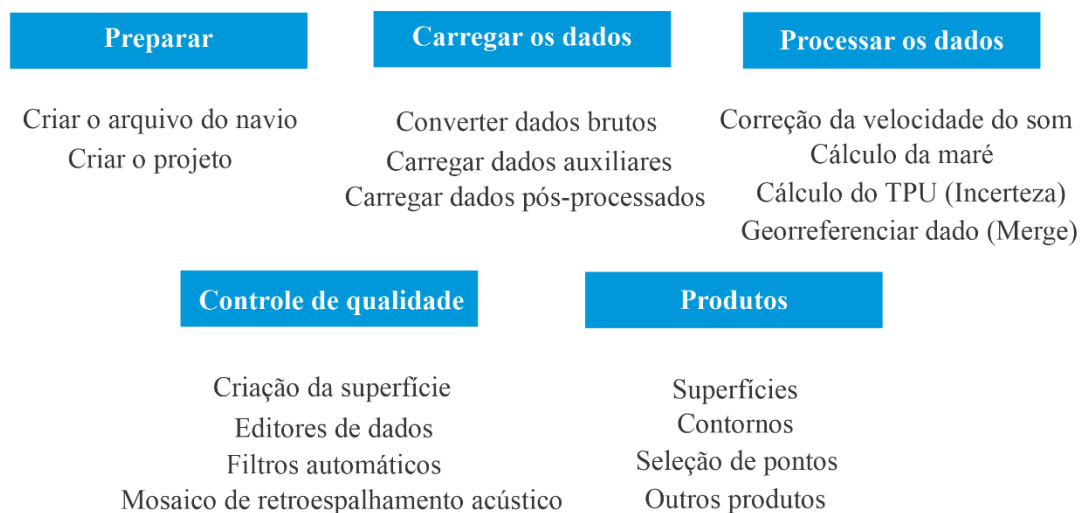 Preparar
Criar o arquivo do navio
Criar o projeto
Carregar os dados
Converter dados brutos
Carregar dados auxiliares
Carregar dados pós-processados
Processar os dados
Correção da velocidade do som
Cálculo da maré
Cálculo do TPU (Incerteza)
Georreferenciar dado (Merge)
Controle de qualidade
Criação da superfície
Editores de dados
Filtros automáticos
Mosaico de retroespalhamento acústico
Produtos
Superfícies
Contornos
Seleção de pontos
Outros produtos